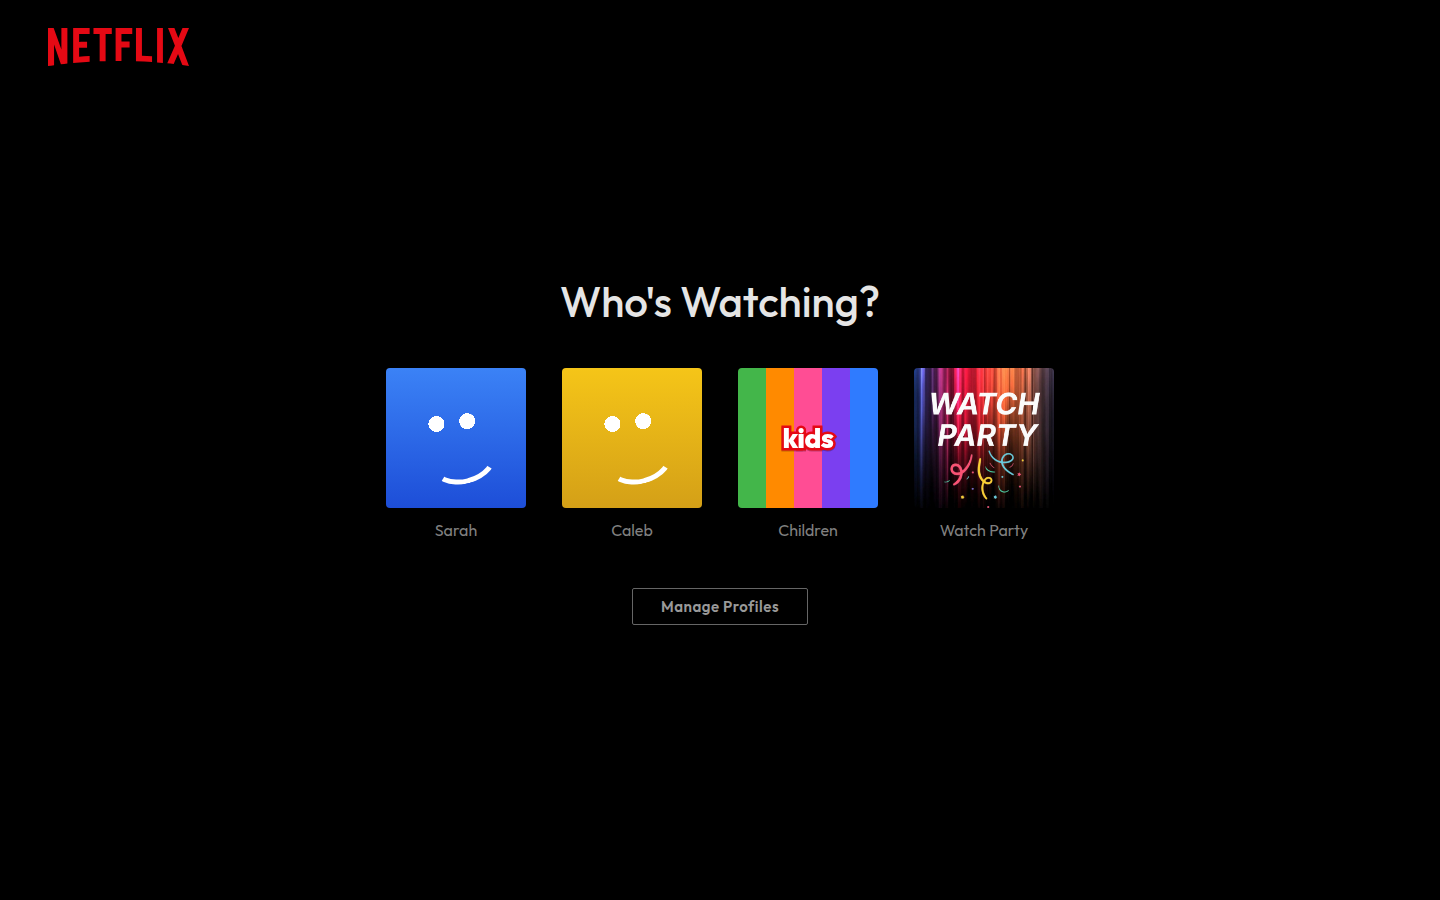 NETFLIX
Who's Watching?
kids
WATCH
PARTY
Sarah
Caleb
Children
Watch Party
Manage Profiles